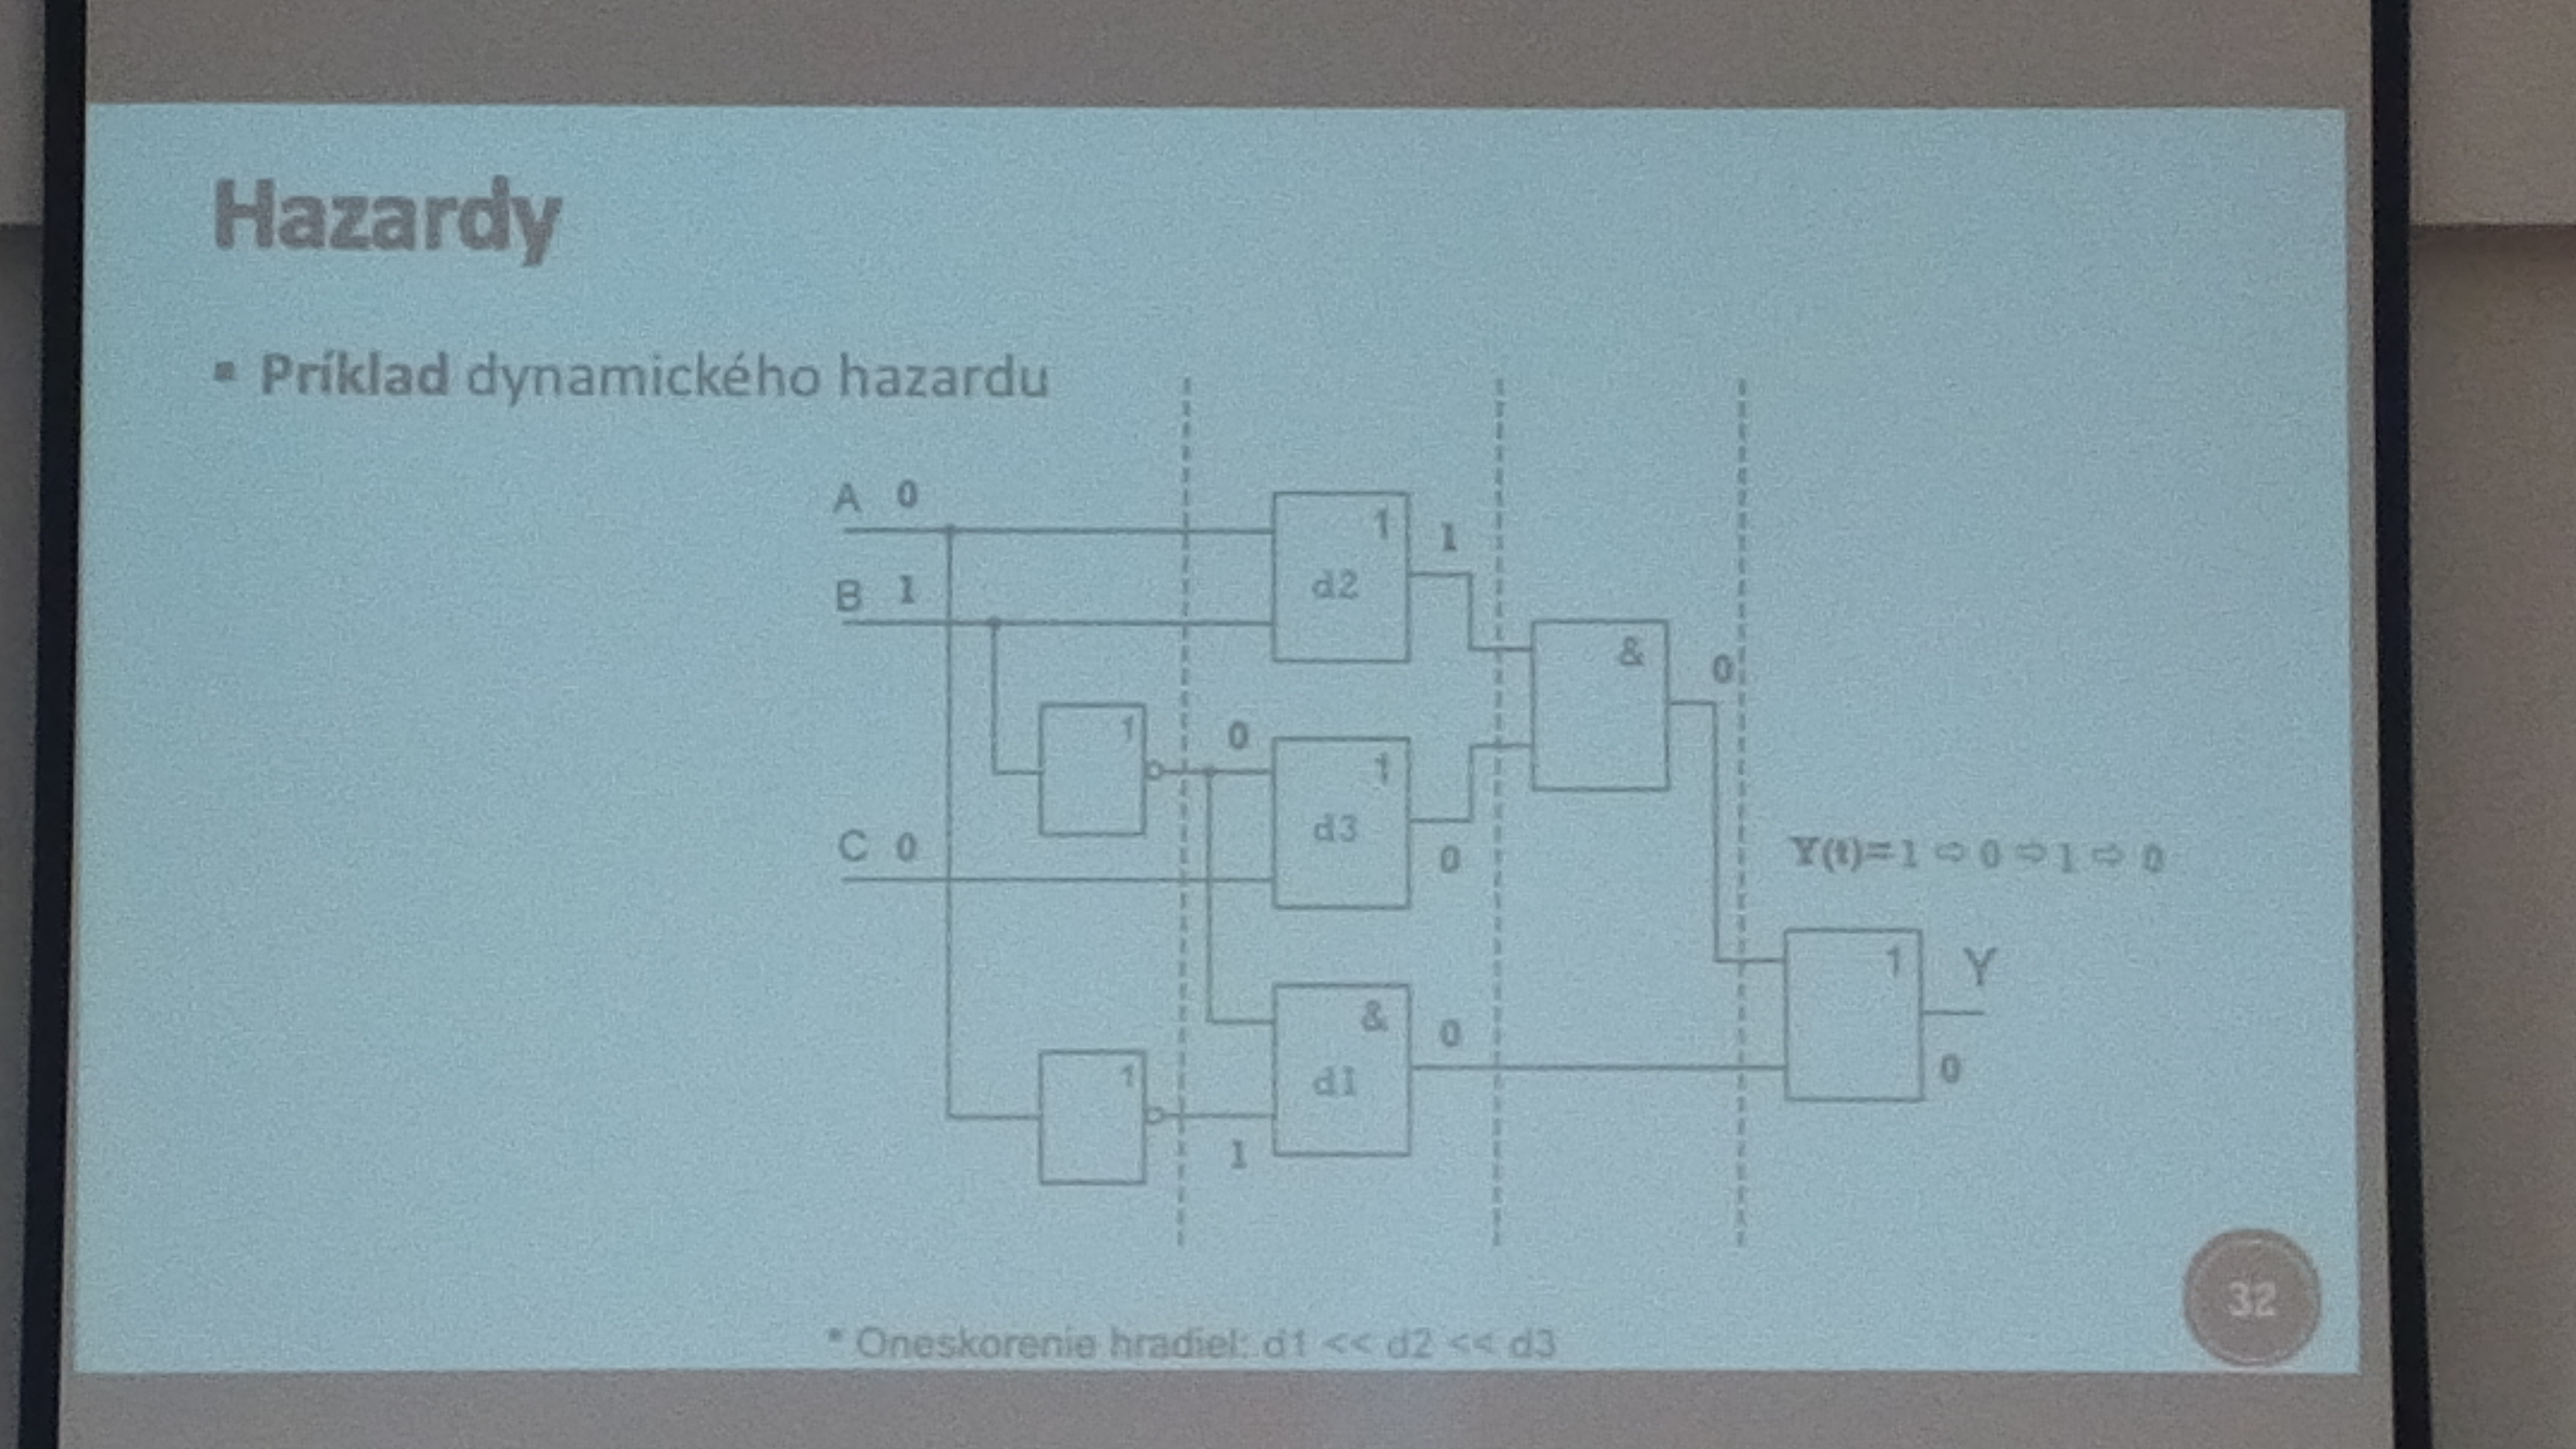 Hazardy
▪ Príklad dynamického hazardu
A 0
1
1
d2
B 1
&
0
1
0
1
d3
C 0
0
Y(t)=1 ⇨ 0 ⇨ 1 ⇨ 0
1
Y
&
0
d1
1
0
1
32
* Oneskorenie hradiel: d1 << d2 << d3